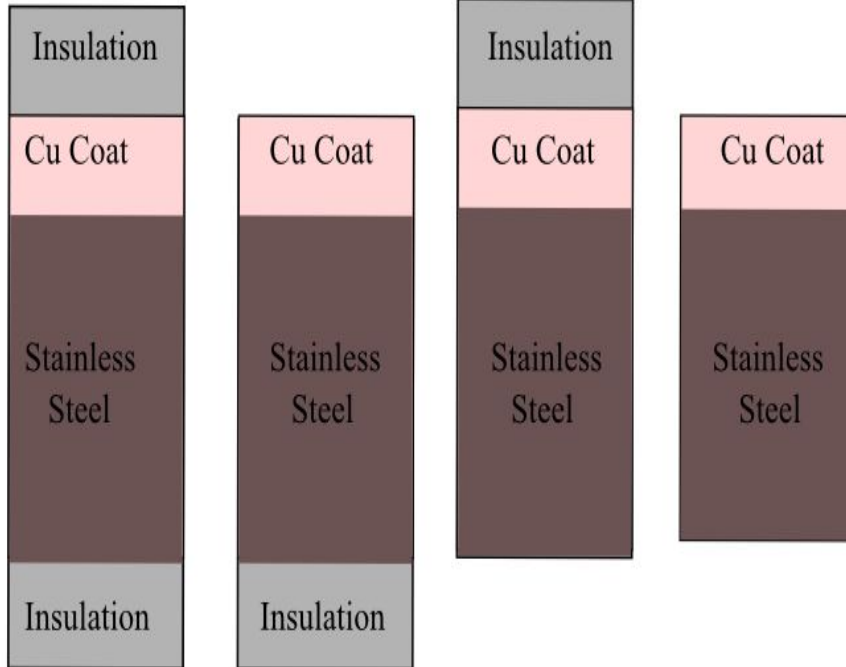 Insulation
Cu Coat
Stainless
Steel
Insulation
Cu Coat
Stainless
Steel
Insulation
Insulation
Cu Coat
Stainless
Steel
Cu Coat
Stainless
Steel